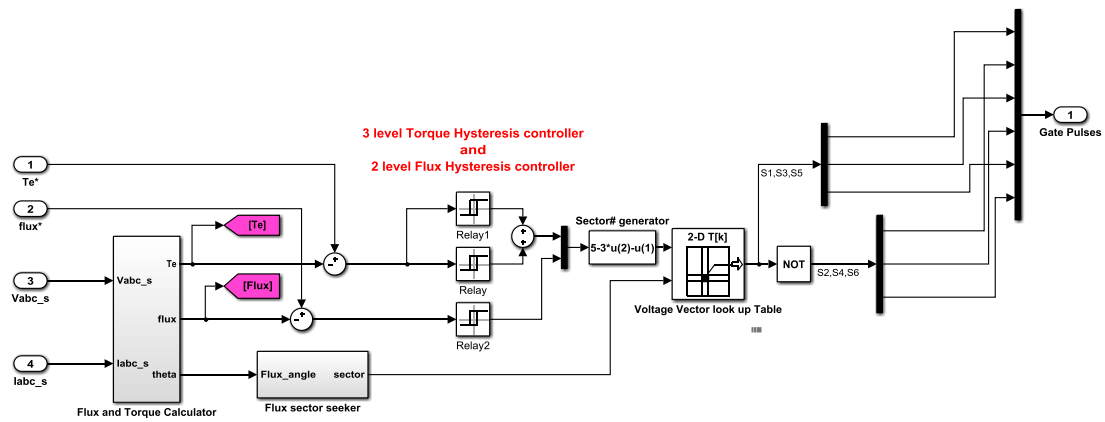 3 level Torque Hysteresis controller
and
2 level Flux Hysteresis controller
1
Te*
2
flux*
3
Vabc_s
4
Iabc_s
Vabc_s
Iabc_s
Te
flux
theta
Flux and Torque Calculator
[Te]
[Flux]
- +
- +
Flux_angle
sector
Flux sector seeker
Relay1
Relay
Relay2
+
+
Sector# generator
5-3*u(2)-u(1)
2-D T[k]
Voltage Vector look up Table
NOT
S1,S3,S5
S2,S4,S6
1
Gate Pulses